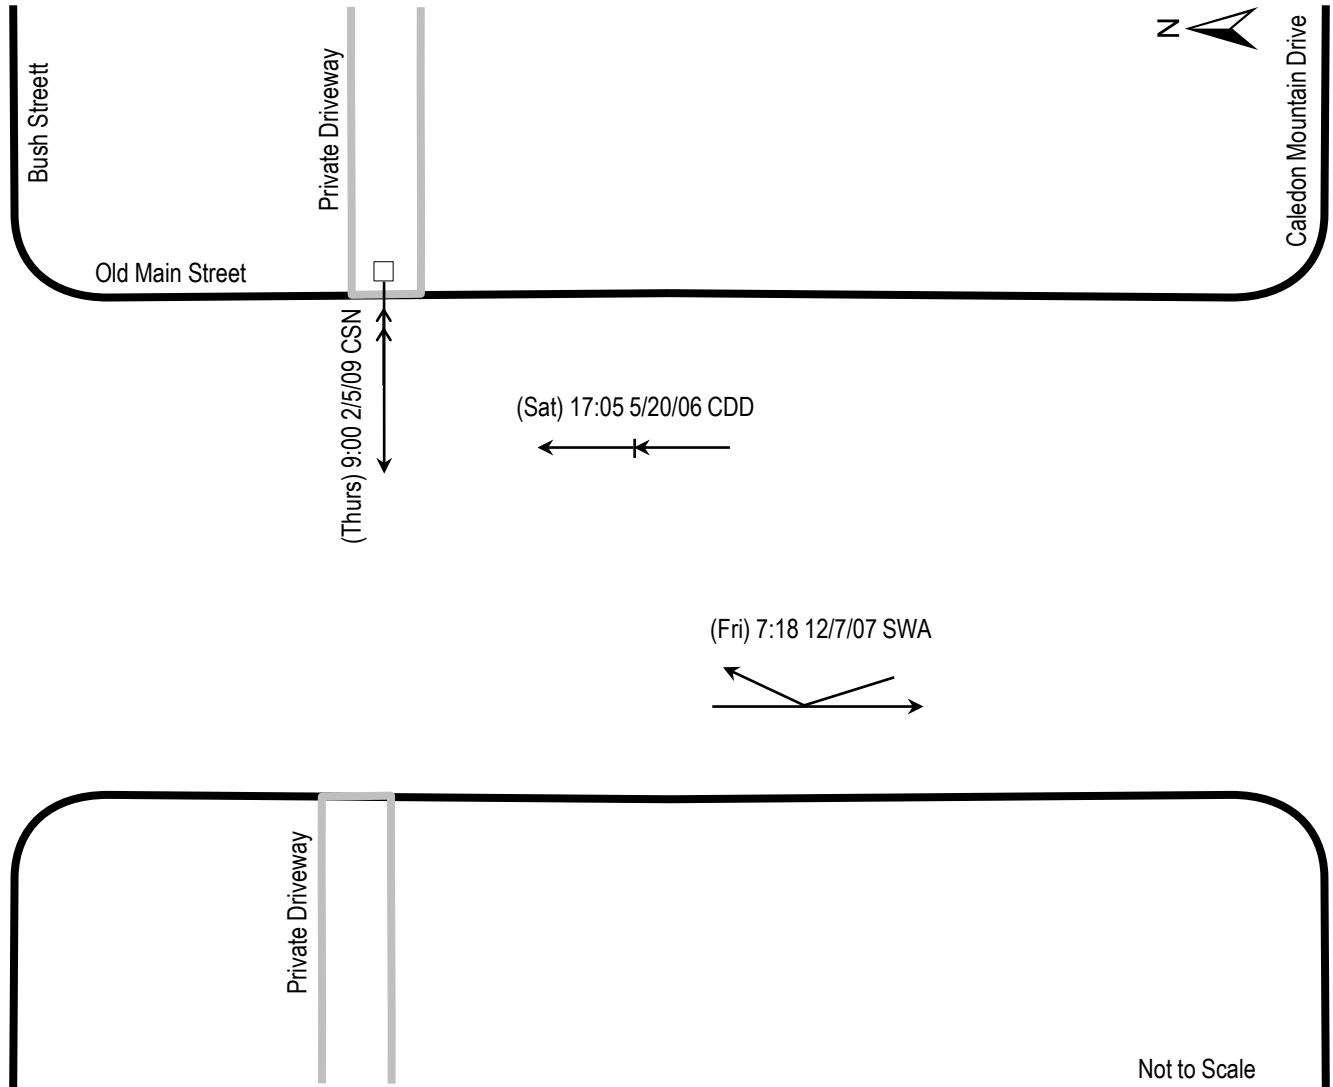 N
Caledon Mountain Drive
Bush Streett
Private Driveway
Old Main Street
(Thurs) 9:00 2/5/09 CSN
(Sat) 17:05 5/20/06 CDD
(Fri) 7:18 12/7/07 SWA
Private Driveway
Not to Scale